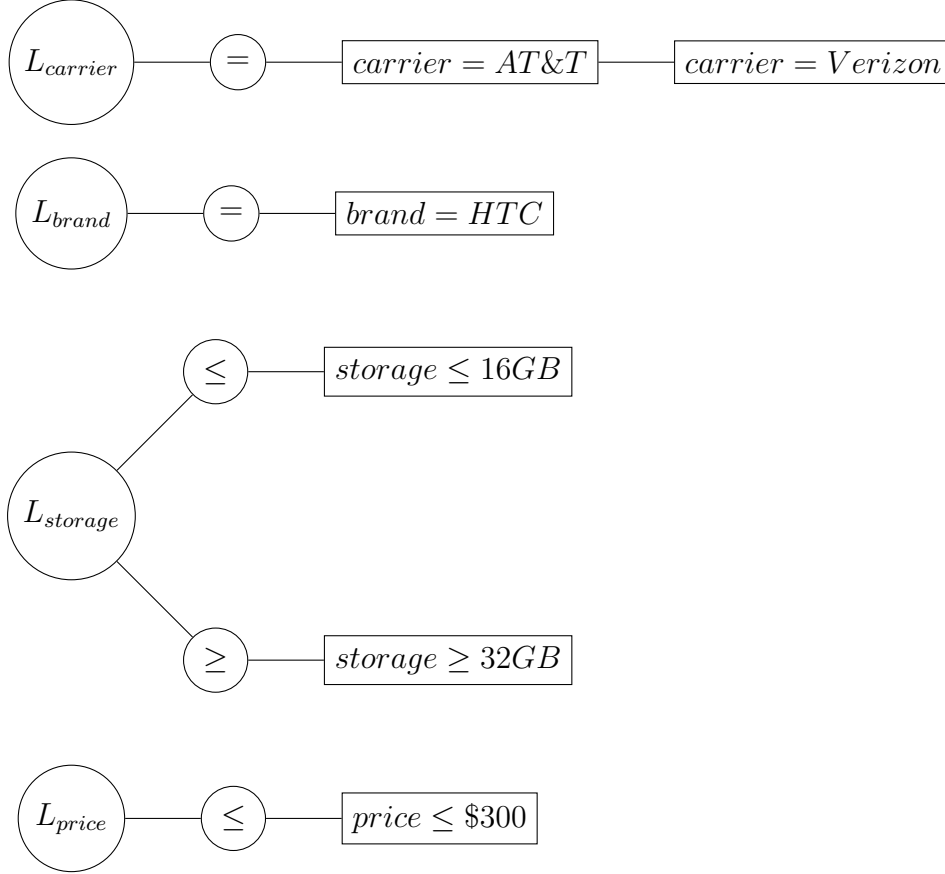 L_carrier = carrier = AT&T carrier = Verizon
L_brand = brand = HTC
≤ storage ≤ 16GB
L_storage
≥ storage ≥ 32GB
L_price ≤ price ≤ $300